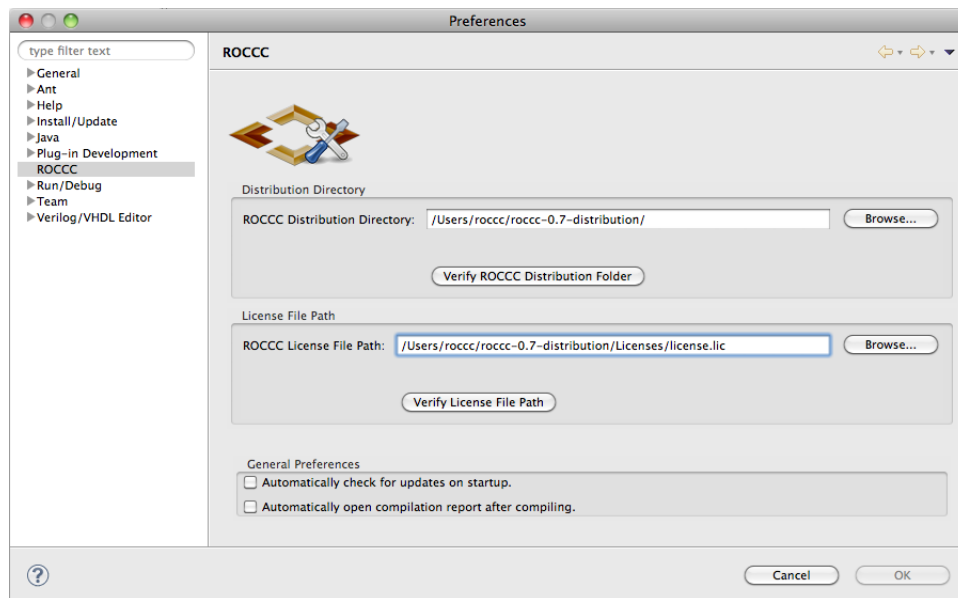 Preferences
type filter text
General
Ant
Help
Install/Update
Java
Plug-in Development
ROCCC
Run/Debug
Team
Verilog/VHDL Editor
ROCCC
Distribution Directory
ROCCC Distribution Directory: /Users/roccc/roccc-0.7-distribution/ Browse...
Verify ROCCC Distribution Folder
License File Path
ROCCC License File Path: /Users/roccc/roccc-0.7-distribution/Licenses/license.lic Browse...
Verify License File Path
General Preferences
Automatically check for updates on startup.
Automatically open compilation report after compiling.
? Cancel OK